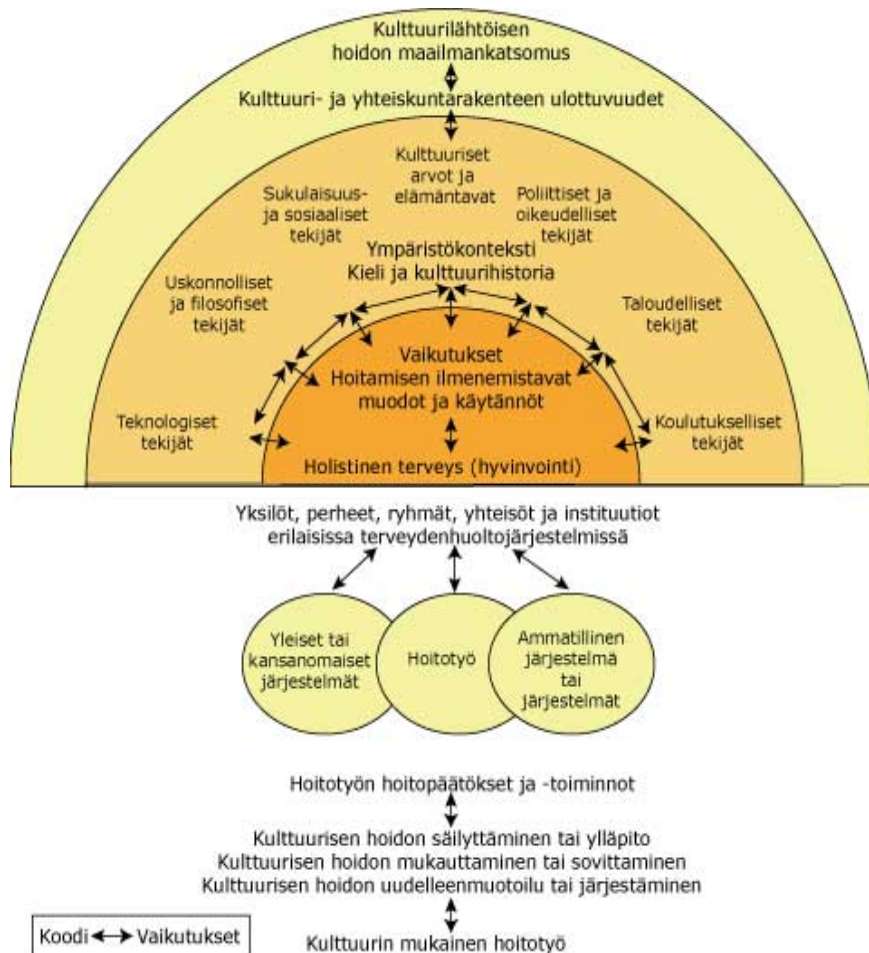 Kulttuurilähtöisen
hoidon maailmankatsomus
Kulttuuri- ja yhteiskuntarakenteen ulottuvuudet
Kulttuuriset
arvot ja
elämäntavat
Sukulaisuus-
ja sosiaaliset
tekijät
Poliittiset ja
oikeudelliset
tekijät
Ympäristökonteksti
Kieli ja kulttuurihistoria
Uskonnolliset
ja filosofiset
tekijät
Taloudelliset
tekijät
Vaikutukset
Hoitamisen ilmenemistavat
muodot ja käytännöt
Teknologiset
tekijät
Koulutukselliset
tekijät
Holistinen terveys (hyvinvointi)
Yksilöt, perheet, ryhmät, yhteisöt ja instituutiot
erilaisissa terveydenhuoltojärjestelmissä
Yleiset tai
kansanomaiset
järjestelmät
Hoitotyö
Ammatillinen
järjestelmä
tai
järjestelmät
Hoitotyön hoitopäätökset ja -toiminnot
Kulttuurisen hoidon säilyttäminen tai ylläpito
Kulttuurisen hoidon mukauttaminen tai sovittaminen
Kulttuurisen hoidon uudelleenmuotoilu tai järjestäminen
Koodi Vaikutukset
Kulttuurin mukainen hoitotyö